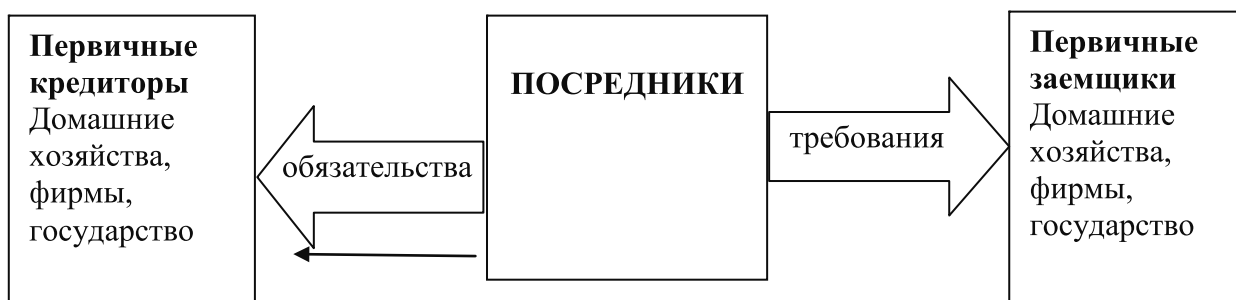 Первичные
кредиторы
Домашние
хозяйства,
фирмы,
государство
обязательства
ПОСРЕДНИКИ
требования
Первичные
заемщики
Домашние
хозяйства,
фирмы,
государство